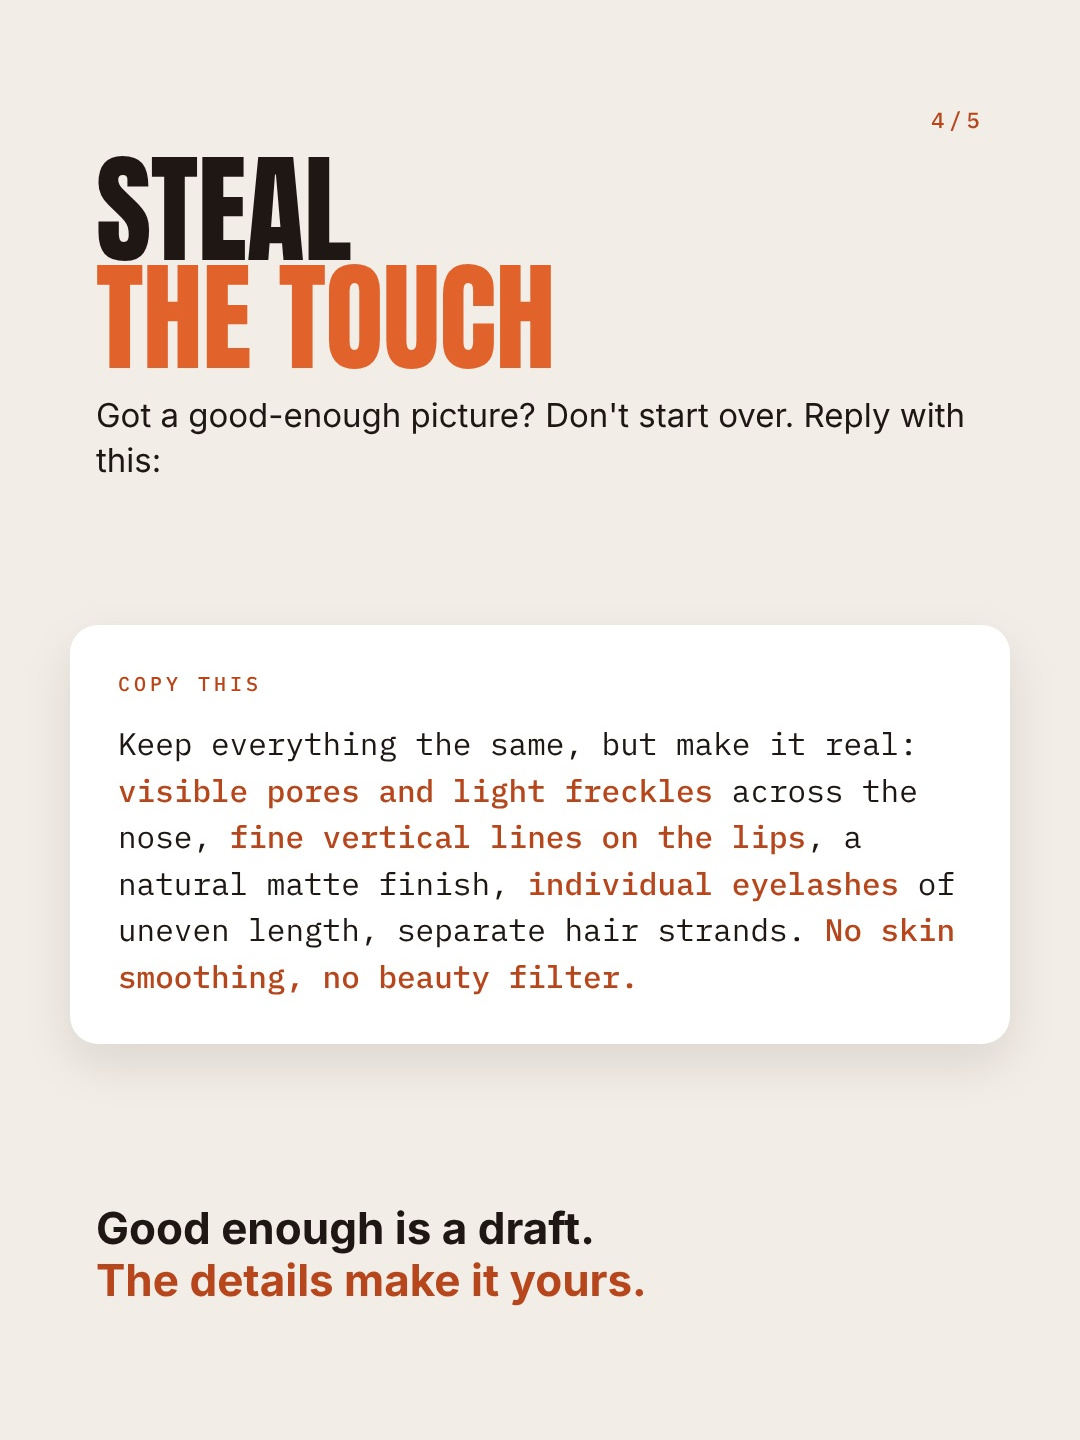 4 / 5
STEAL
THE TOUCH
Got a good-enough picture? Don't start over. Reply with
this:
COPY THIS
Keep everything the same, but make it real:
visible pores and light freckles across the
nose, fine vertical lines on the lips, a
natural matte finish, individual eyelashes of
uneven length, separate hair strands. No skin
smoothing, no beauty filter.
Good enough is a draft.
The details make it yours.